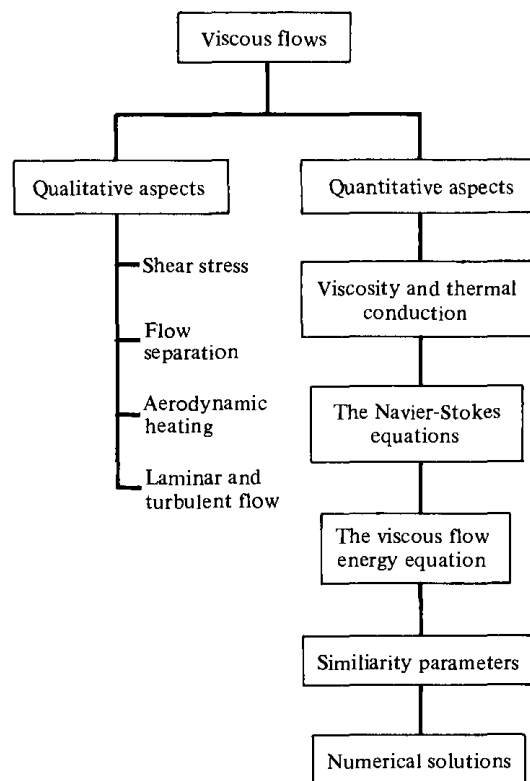 Viscous flows
Qualitative aspects
Shear stress
Flow
separation
Aerodynamic
heating
Laminar and
turbulent flow
Quantitative aspects
Viscosity and thermal
conduction
The Navier-Stokes
equations
The viscous flow
energy equation
Similiarity parameters
Numerical solutions